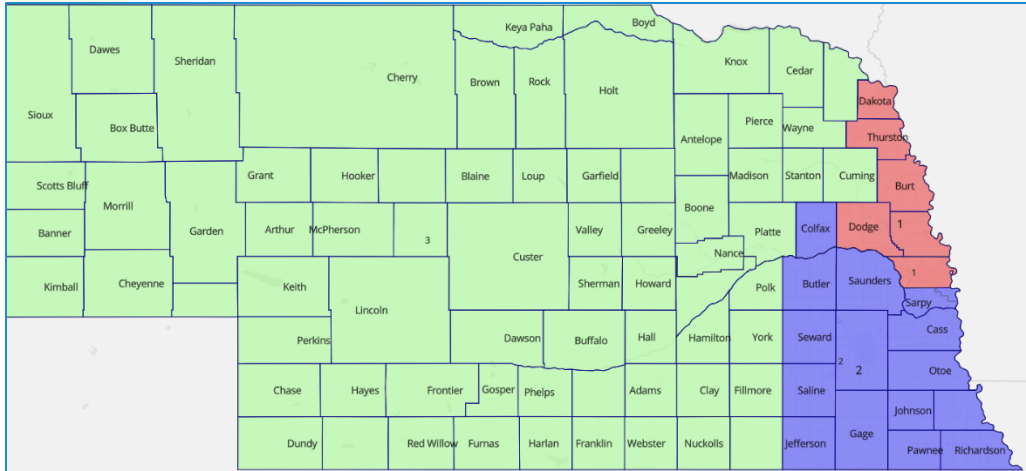 Keya Paha
Boyd
Dawes
Sheridan
Cherry
Brown
Rock
Holt
Knox
Cedar
Dakota
Sioux
Box Butte
Antelope
Pierce
Wayne
Thurston
Scotts Bluff
Morrill
Grant
Hooker
Blaine
Loup
Garfield
Madison
Stanton
Cuming
Burt
Banner
Garden
Arthur
McPherson
3
Custer
Valley
Greeley
Boone
Platte
Colfax
Dodge
1
Nance
Kimball
Cheyenne
Keith
Lincoln
Sherman
Howard
Polk
Butler
Saunders
1
Sarpy
Perkins
Dawson
Buffalo
Hall
Hamilton
York
Seward
Cass
2
2
Otoe
Chase
Hayes
Frontier
Gosper
Phelps
Adams
Clay
Fillmore
Saline
Johnson
Dundy
Red Willow
Furnas
Harlan
Franklin
Webster
Nuckolls
Jefferson
Gage
Pawnee
Richardson